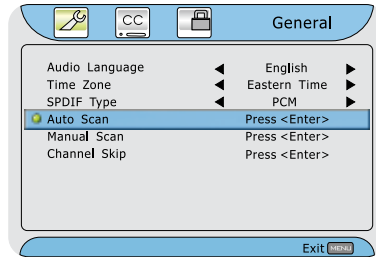 CC
General
Audio Language English
Time Zone Eastern Time
SPDIF Type PCM
Auto Scan Press <Enter>
Manual Scan Press <Enter>
Channel Skip Press <Enter>
Exit MENU